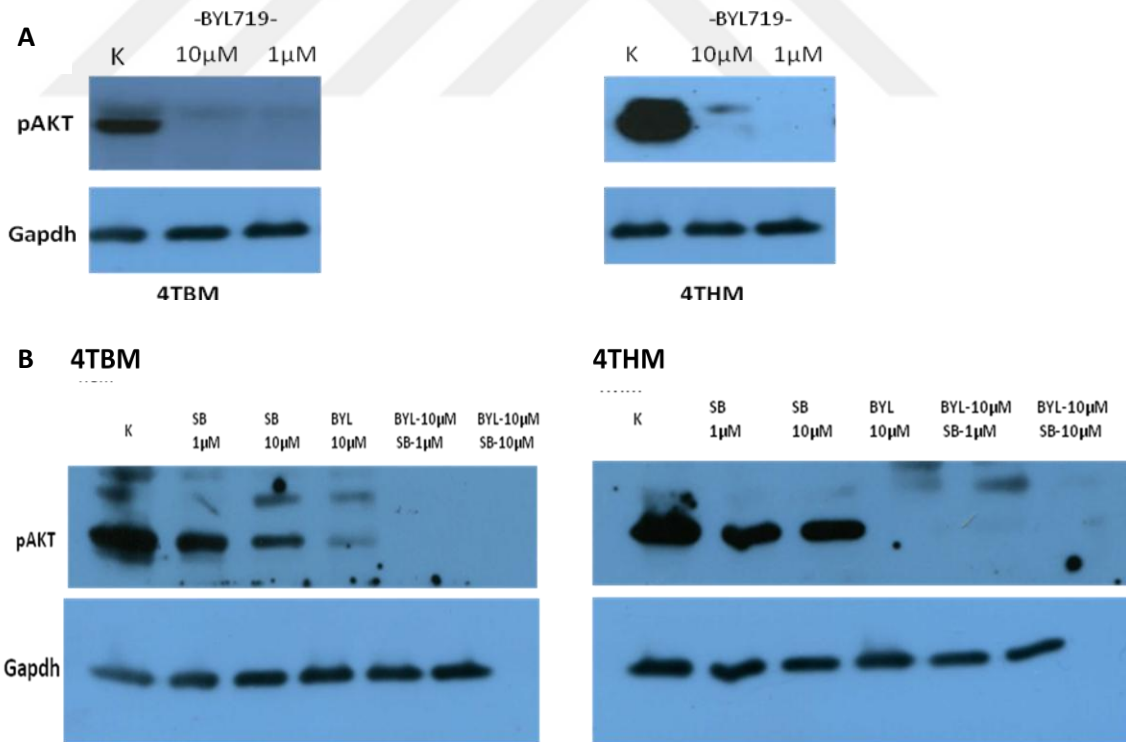 A
-BYL719-
K 10µM 1µM
pAKT
Gapdh
4TBM
-BYL719-
K 10µM 1µM
4THM
B 4TBM
K
SB 1µM
SB 10µM
BYL 10µM
BYL-10µM SB-1µM
BYL-10µM SB-10µM
pAKT
Gapdh
4THM
K
SB 1µM
SB 10µM
BYL 10µM
BYL-10µM SB-1µM
BYL-10µM SB-10µM